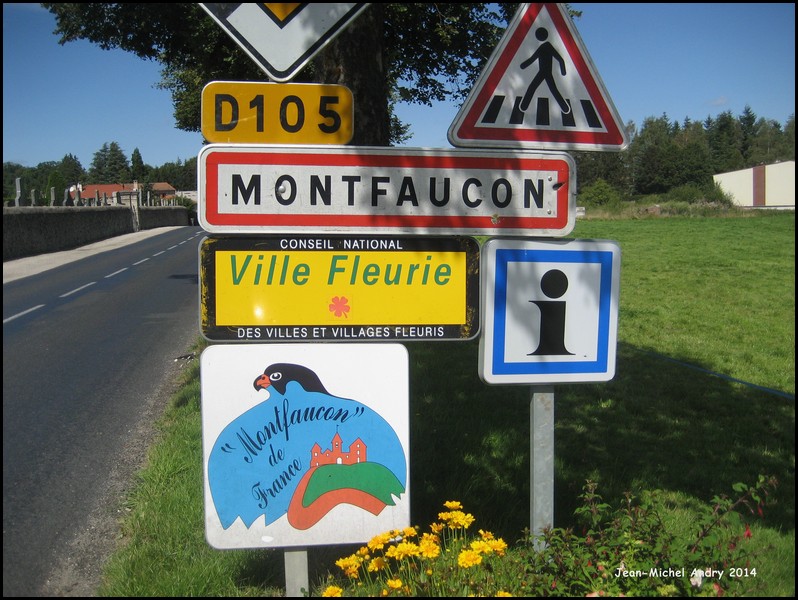 D105
MONTFAUCON
CONSEIL NATIONAL
Ville Fleurie
DES VILLES ET VILLAGES FLEURIS
i
"Montfaucon"
de
France
Jean-Michel Andry 2014